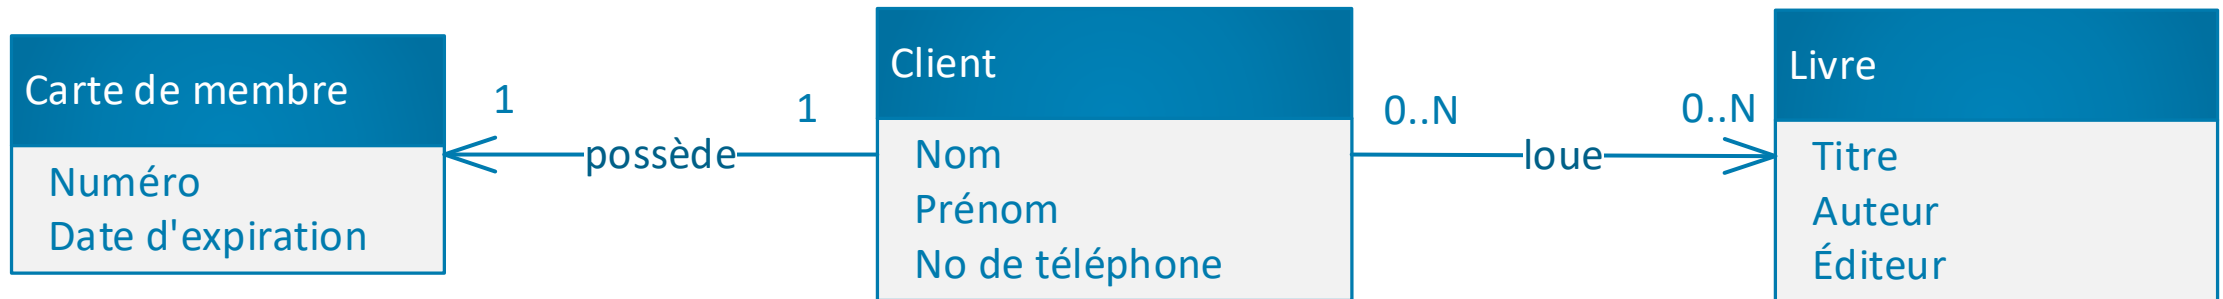 Carte de membre
Numéro
Date d'expiration
1
possède
1
Client
Nom
Prénom
No de téléphone
0..N
loue
0..N
Livre
Titre
Auteur
Éditeur